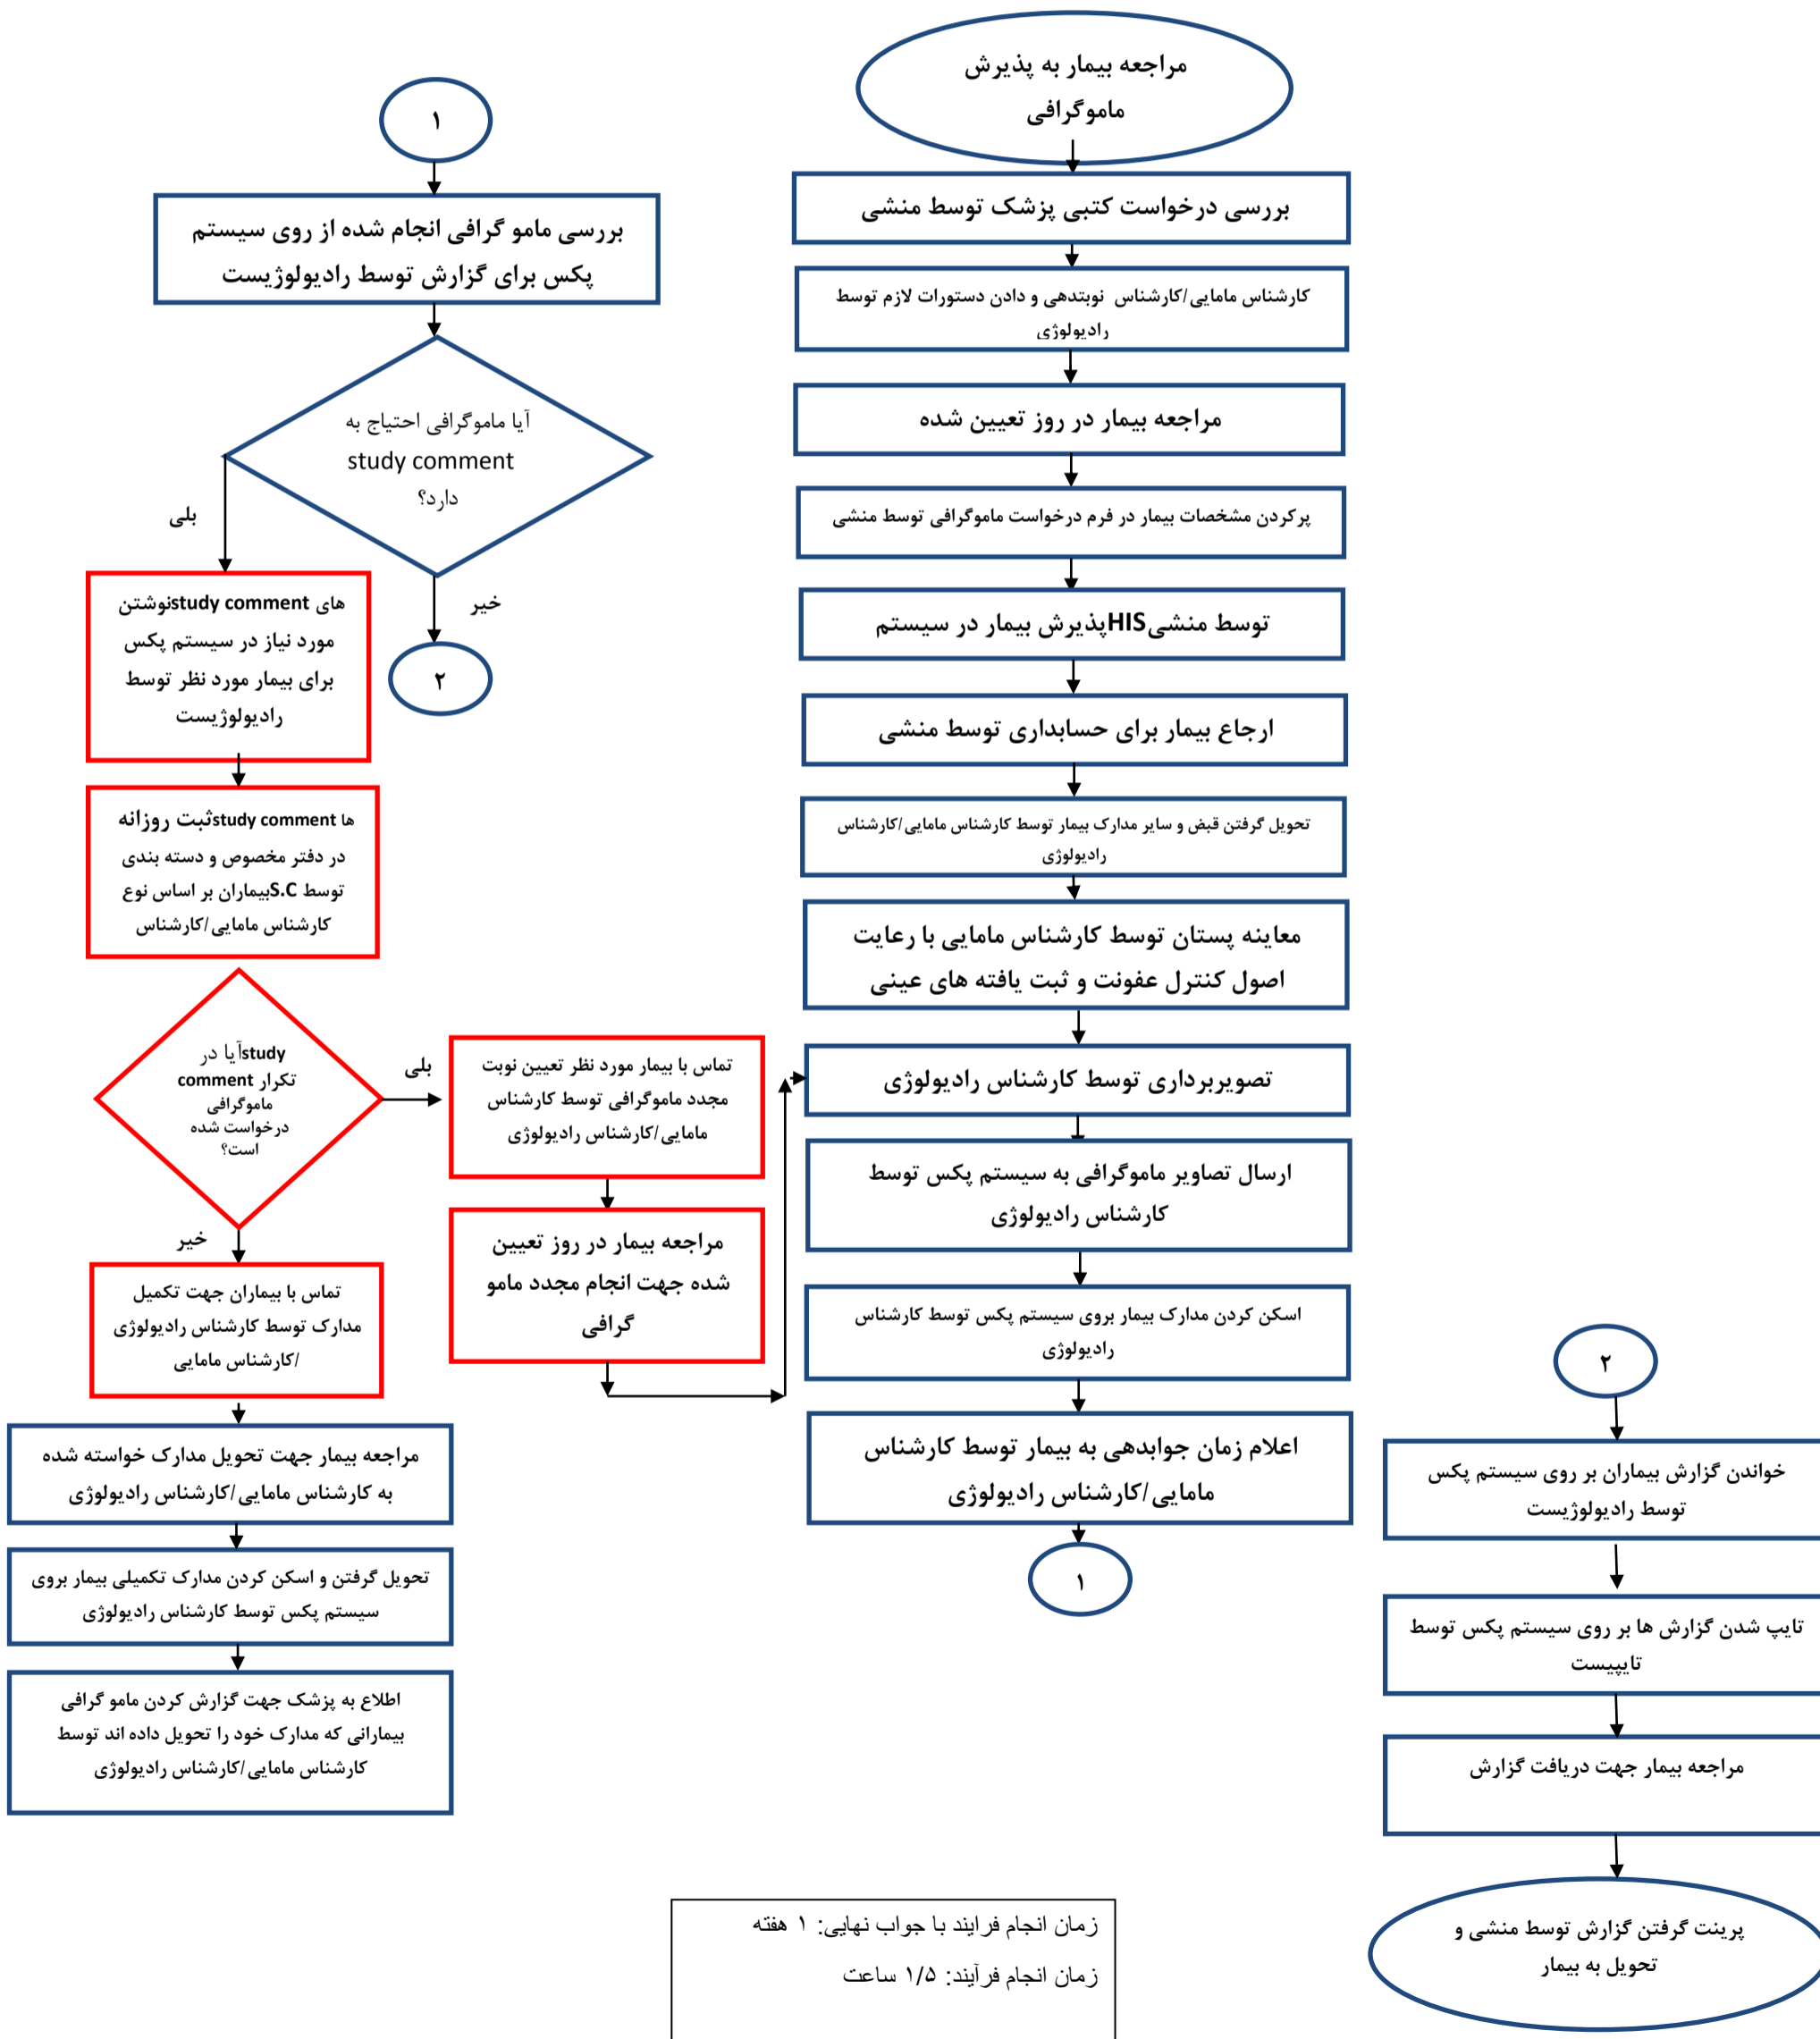 مراجعه بیمار به پذیرش
ماموگرافی
بررسی درخواست کتبی پزشک توسط منشی
کارشناس مامایی/کارشناس نوبتدهی و دادن دستورات لازم توسط
رادیولوژی
مراجعه بیمار در روز تعیین شده
پرکردن مشخصات بیمار در فرم درخواست ماموگرافی توسط منشی
توسط منشیHISپذیرش بیمار در سیستم
ارجاع بیمار برای حسابداری توسط منشی
تحویل گرفتن قبض و سایر مدارک بیمار توسط کارشناس مامایی/کارشناس
رادیولوژی
معاینه پستان توسط کارشناس مامایی با رعایت
اصول کنترل عفونت و ثبت یافته های عینی
تصویربرداری توسط کارشناس رادیولوژی
ارسال تصاویر ماموگرافی به سیستم پکس توسط
کارشناس رادیولوژی
اسکن کردن مدارک بیمار بروی سیستم پکس توسط کارشناس
رادیولوژی
اعلام زمان جوابدهی به بیمار توسط کارشناس
مامایی/کارشناس رادیولوژی
۱
۱
بررسی مامو گرافی انجام شده از روی سیستم
پکس برای گزارش توسط رادیولوژیست
آیا ماموگرافی احتیاج به
study comment
دارد؟
بلی
خیر
۲
های study commentنوشتن
مورد نیاز در سیستم پکس
برای بیمار مورد نظر توسط
رادیولوژیست
ها study commentثبت روزانه
در دفتر مخصوص و دسته بندی
توسط S.Cبیماران بر اساس نوع
کارشناس مامایی/کارشناس
studyآیا در
تکرار comment
ماموگرافی
درخواست شده
است؟
بلی
خیر
تماس با بیمار مورد نظر تعیین نوبت
مجدد ماموگرافی توسط کارشناس
مامایی/کارشناس رادیولوژی
مراجعه بیمار در روز تعیین
شده جهت انجام مجدد مامو
گرافی
تماس با بیماران جهت تکمیل
مدارک توسط کارشناس رادیولوژی
/کارشناس مامایی
مراجعه بیمار جهت تحویل مدارک خواسته شده
به کارشناس مامایی/کارشناس رادیولوژی
تحویل گرفتن و اسکن کردن مدارک تکمیلی بیمار بروی
سیستم پکس توسط کارشناس رادیولوژی
اطلاع به پزشک جهت گزارش کردن مامو گرافی
بیمارانی که مدارک خود را تحویل داده اند توسط
کارشناس مامایی/کارشناس رادیولوژی
۲
خواندن گزارش بیماران بر روی سیستم پکس
توسط رادیولوژیست
تایپ شدن گزارش ها بر روی سیستم پکس توسط
تایپیست
مراجعه بیمار جهت دریافت گزارش
پرینت گرفتن گزارش توسط منشی و
تحویل به بیمار
زمان انجام فرایند با جواب نهایی: ۱ هفته
زمان انجام فرآیند: ۱/۵ ساعت